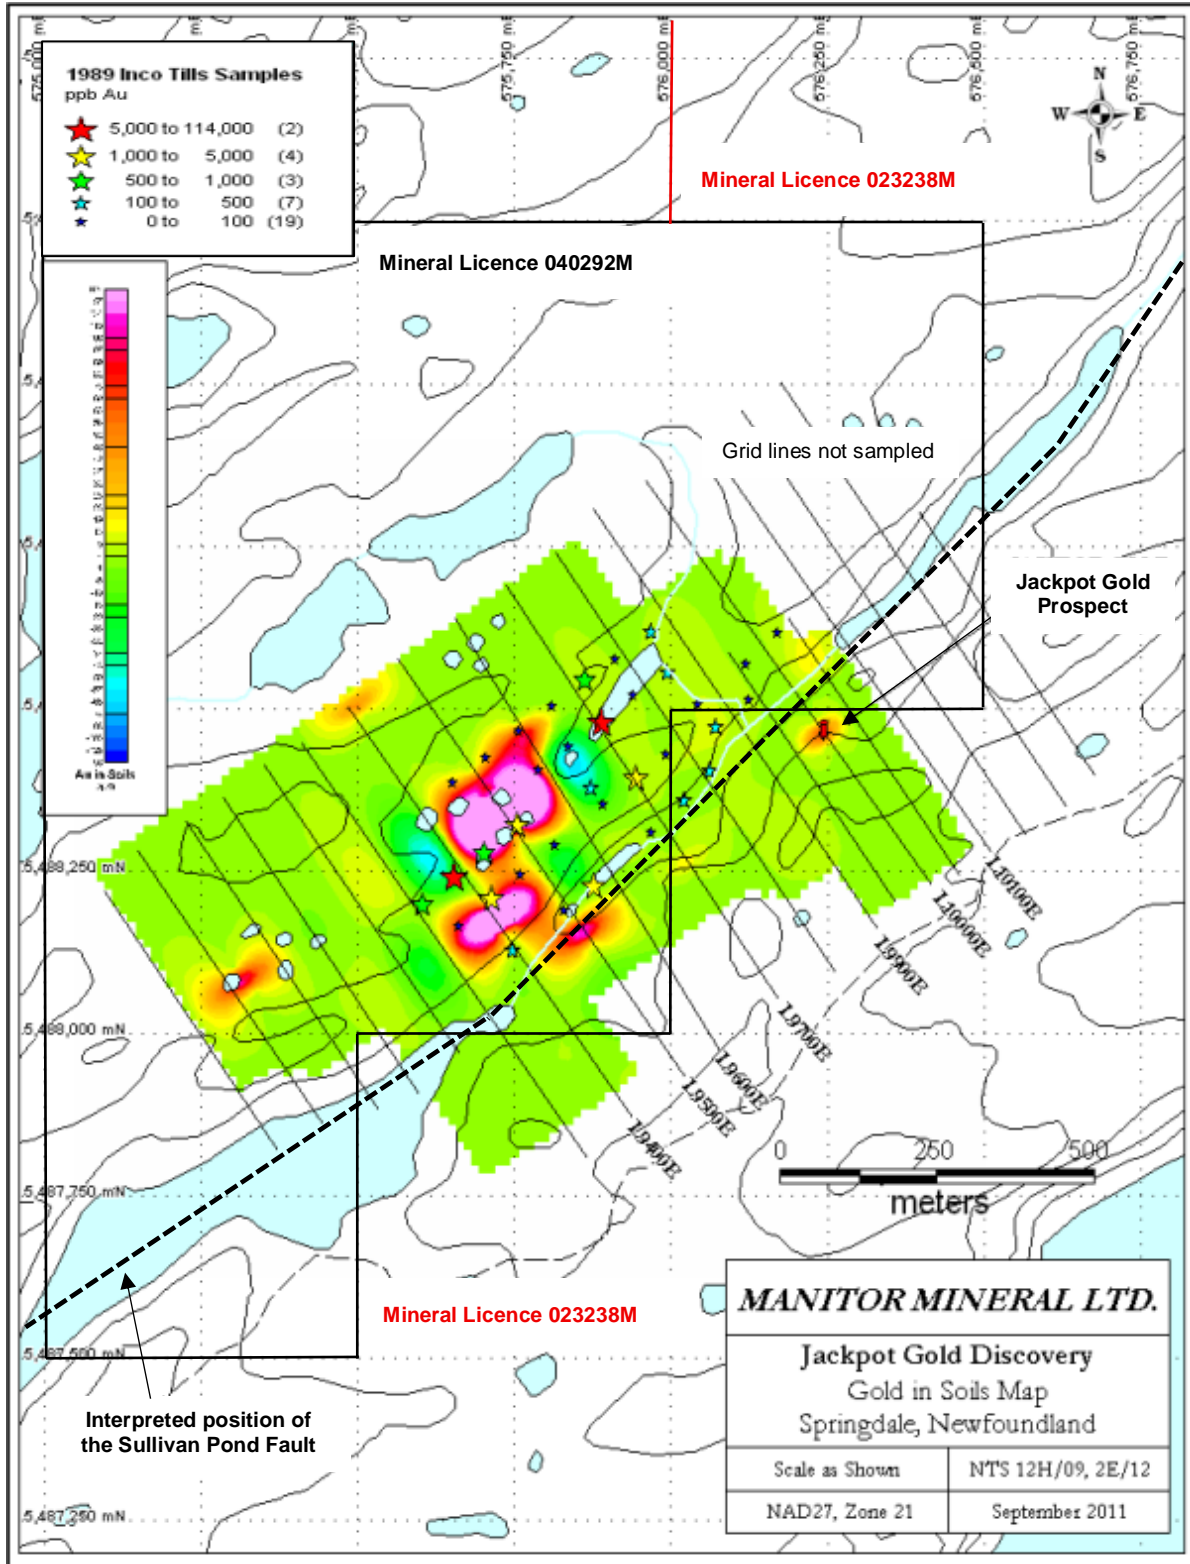 575,000 mE
575,750 mE
576,000 mE
576,250 mE
576,500 mE
576,750 mE
1989 Inco Tills Samples
ppb Au
5,000 to 114,000 (2)
1,000 to 5,000 (4)
500 to 1,000 (3)
100 to 500 (7)
0 to 100 (19)
N
W E
S
Mineral Licence 023238M
Mineral Licence 040292M
Au in Soils
Grid lines not sampled
Jackpot Gold
Prospect
5,488,250 mN
L10100E
L10000E
L9900E
L9700E
L9600E
L9500E
L9400E
5,488,000 mN
0 250 500
meters
5,487,750 mN
Mineral Licence 023238M
5,487,500 mN
Interpreted position of
the Sullivan Pond Fault
5,487,250 mN
MANITOR MINERAL LTD.
Jackpot Gold Discovery
Gold in Soils Map
Springdale, Newfoundland
Scale as Shown
NTS 12H/09, 2E/12
NAD27, Zone 21
September 2011